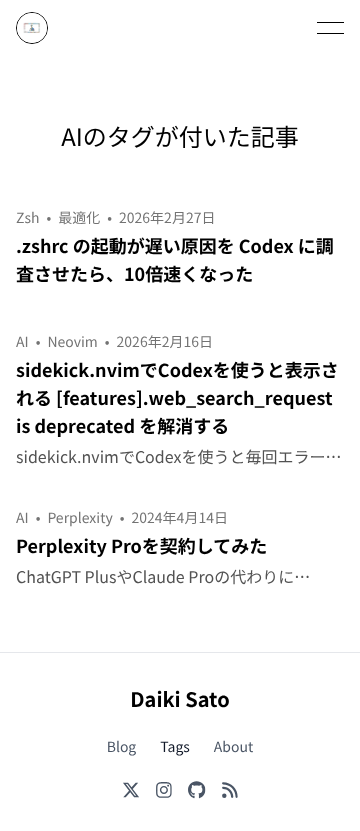 AIのタグが付いた記事
Zsh • 最適化 • 2026年2月27日
.zshrc の起動が遅い原因を Codex に調
査させたら、10倍速くなった
AI • Neovim • 2026年2月16日
sidekick.nvimでCodexを使うと表示さ
れる [features].web_search_request
is deprecated を解消する
sidekick.nvimでCodexを使うと毎回エラー…
AI • Perplexity • 2024年4月14日
Perplexity Proを契約してみた
ChatGPT PlusやClaude Proの代わりに…
Daiki Sato
Blog Tags About